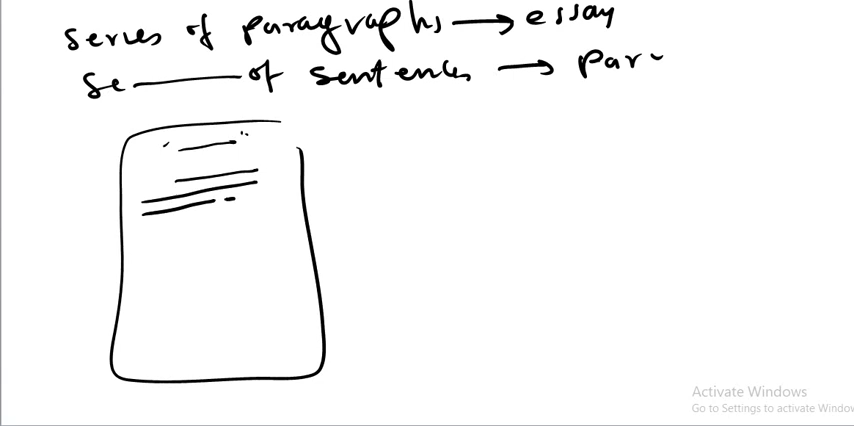 series of paragraphs → essay
Se——— of sentences → Par
Activate Windows
Go to Settings to activate Window